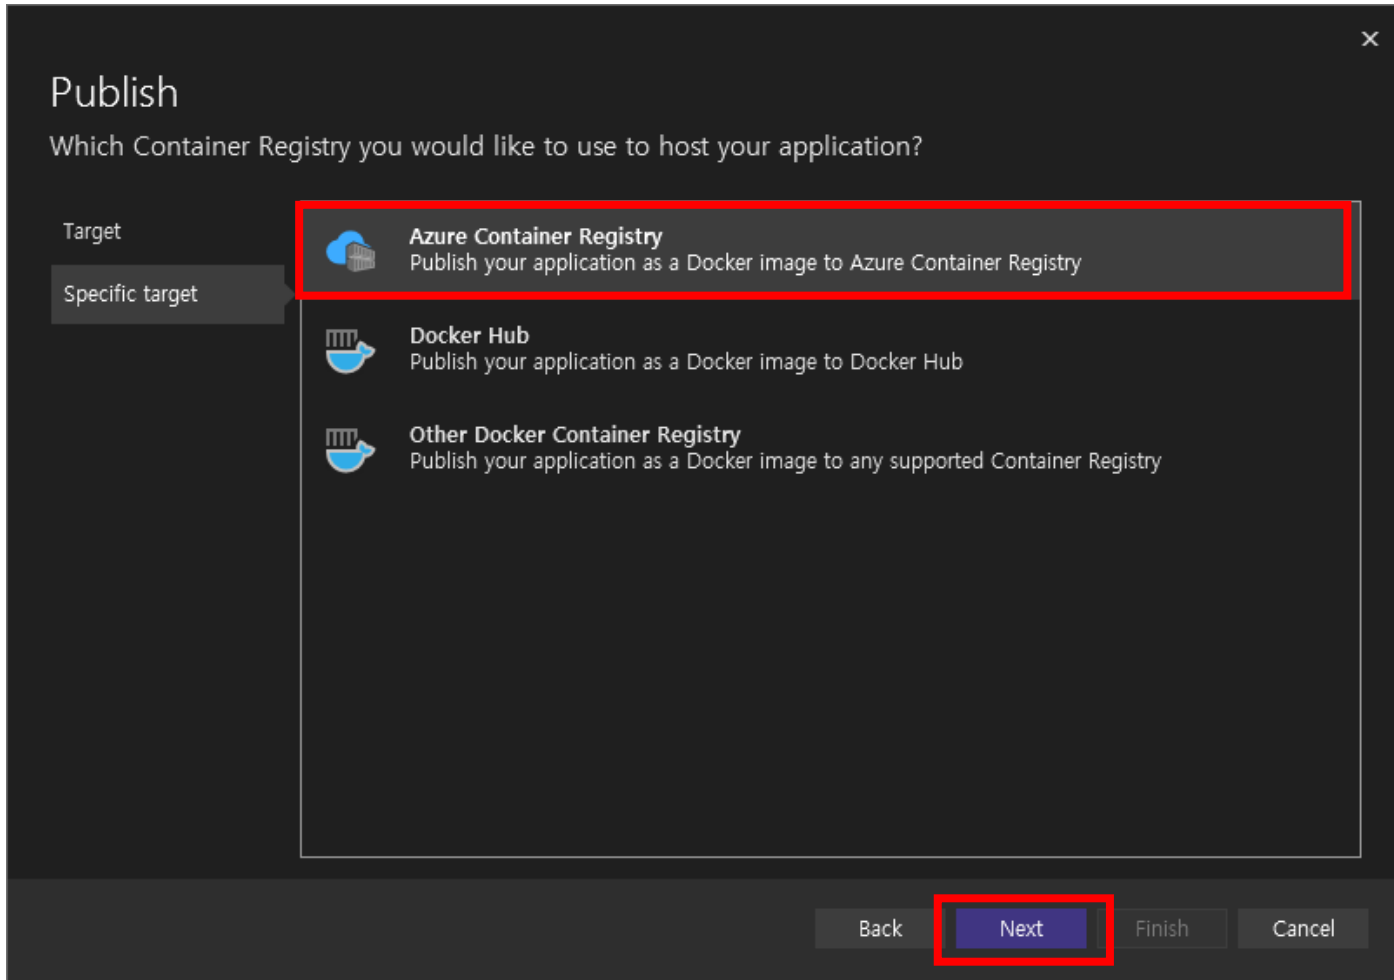 Publish
Which Container Registry you would like to use to host your application?
Target
Specific target
Azure Container Registry
Publish your application as a Docker image to Azure Container Registry
Docker Hub
Publish your application as a Docker image to Docker Hub
Other Docker Container Registry
Publish your application as a Docker image to any supported Container Registry
Back
Next
Finish
Cancel